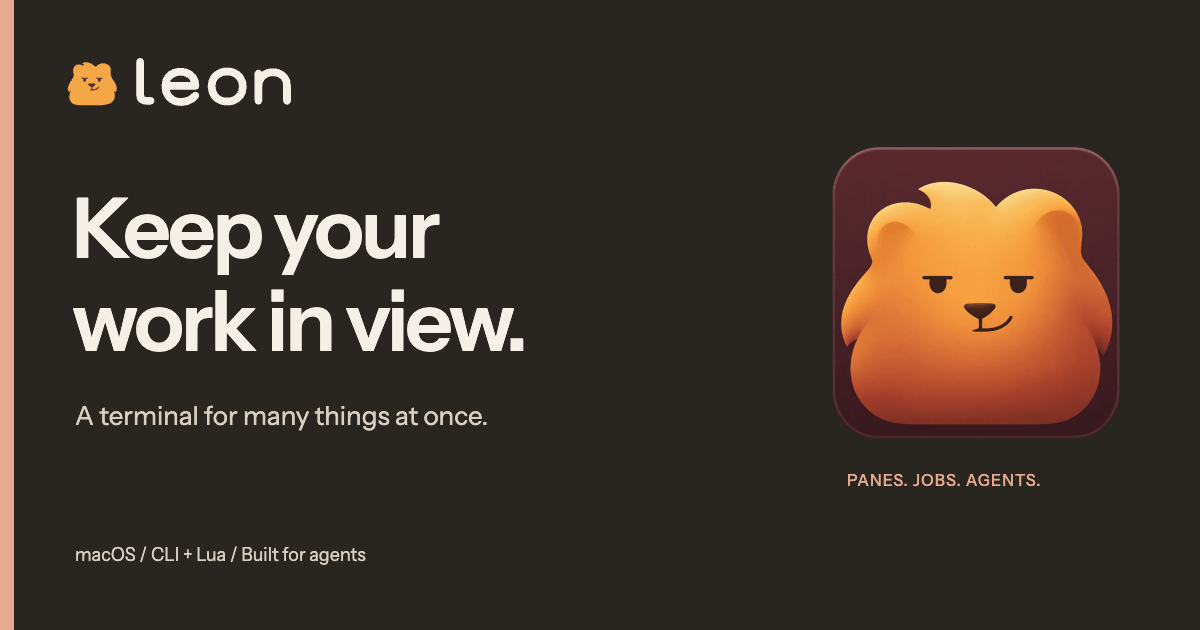 leon
Keep your
work in view.
A terminal for many things at once.
PANES. JOBS. AGENTS.
macOS / CLI + Lua / Built for agents